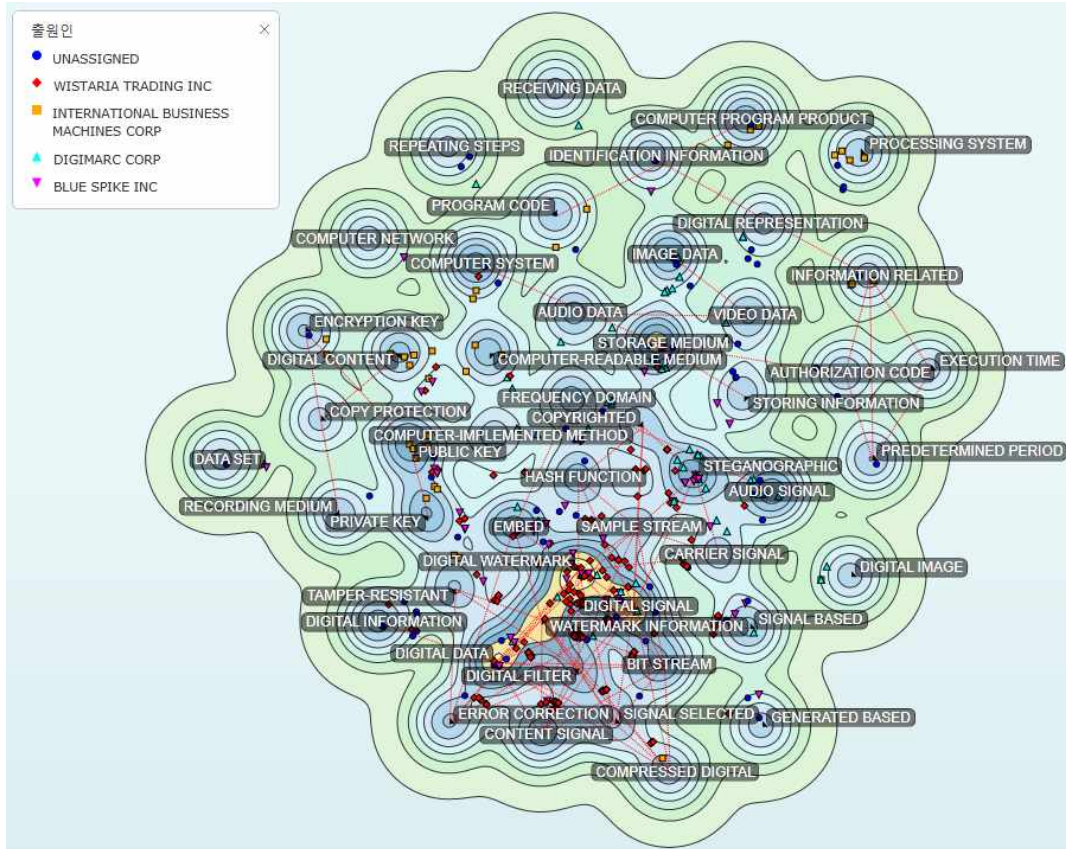 출원인
UNASSIGNED
WISTARIA TRADING INC
INTERNATIONAL BUSINESS
MACHINES CORP
DIGIMARC CORP
BLUE SPIKE INC
RECEIVING DATA
COMPUTER PROGRAM PRODUCT
REPEATING STEPS
IDENTIFICATION INFORMATION
PROCESSING SYSTEM
PROGRAM CODE
DIGITAL REPRESENTATION
COMPUTER NETWORK
COMPUTER SYSTEM
IMAGE DATA
INFORMATION RELATED
AUDIO DATA
VIDEO DATA
ENCRYPTION KEY
STORAGE MEDIUM
DIGITAL CONTENT
COMPUTER-READABLE MEDIUM
EXECUTION TIME
AUTHORIZATION CODE
FREQUENCY DOMAIN
STORING INFORMATION
COPY PROTECTION
COPYRIGHTED
COMPUTER-IMPLEMENTED METHOD
PUBLIC KEY
PREDETERMINED PERIOD
DATA SET
STEGANOGRAPHIC
HASH FUNCTION
AUDIO SIGNAL
RECORDING MEDIUM
PRIVATE KEY
EMBED
SAMPLE STREAM
CARRIER SIGNAL
DIGITAL WATERMARK
DIGITAL IMAGE
TAMPER-RESISTANT
DIGITAL SIGNAL
DIGITAL INFORMATION
WATERMARK INFORMATION
SIGNAL BASED
DIGITAL DATA
BIT STREAM
DIGITAL FILTER
ERROR CORRECTION
SIGNAL SELECTED
GENERATED BASED
CONTENT SIGNAL
COMPRESSED DIGITAL